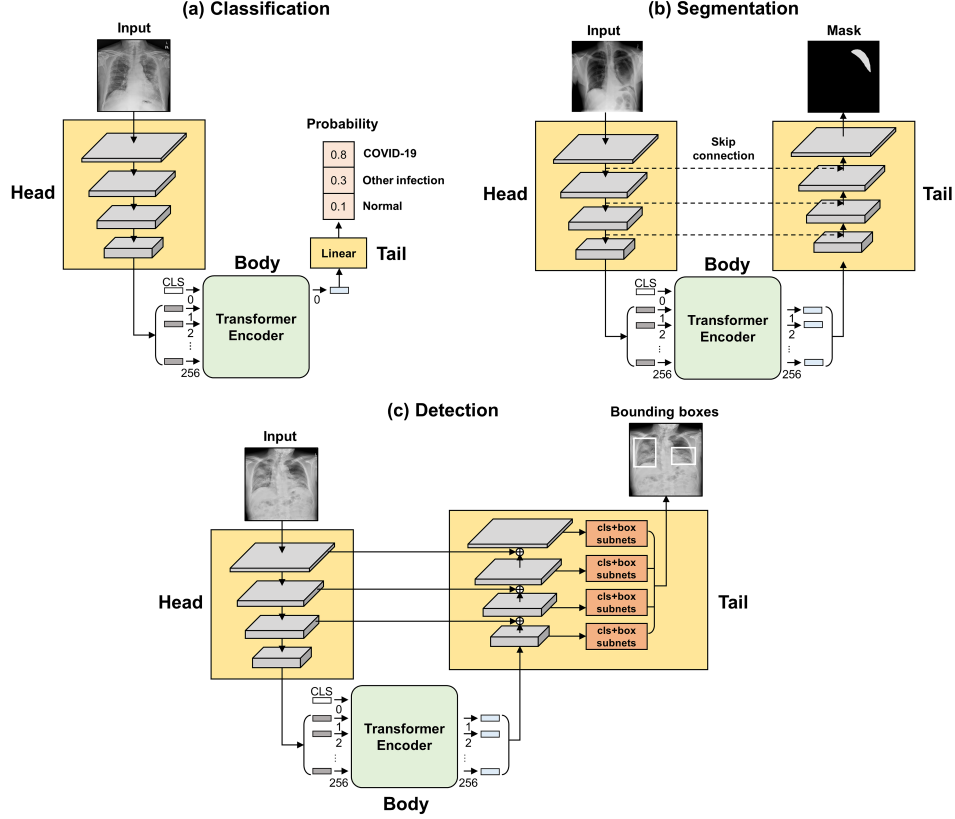 (a) Classification
Input
Head
Probability
0.8 COVID-19
0.3 Other infection
0.1 Normal
Linear
Tail
Body
CLS
0
1
2
...
256
Transformer
Encoder
0
(b) Segmentation
Input
Mask
Skip
connection
Head
Tail
Body
CLS
0
1
2
...
256
Transformer
Encoder
1
2
...
256
(c) Detection
Input
Bounding boxes
Head
cls+box
subnets
cls+box
subnets
cls+box
subnets
cls+box
subnets
Tail
CLS
0
1
2
...
256
Transformer
Encoder
1
2
...
256
Body